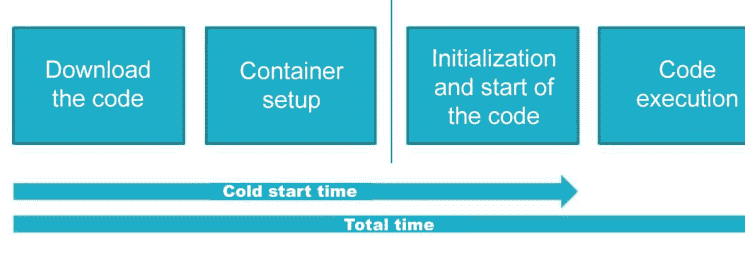 Download
the code
Container
setup
Initialization
and start of
the code
Code
execution
Cold start time
Total time